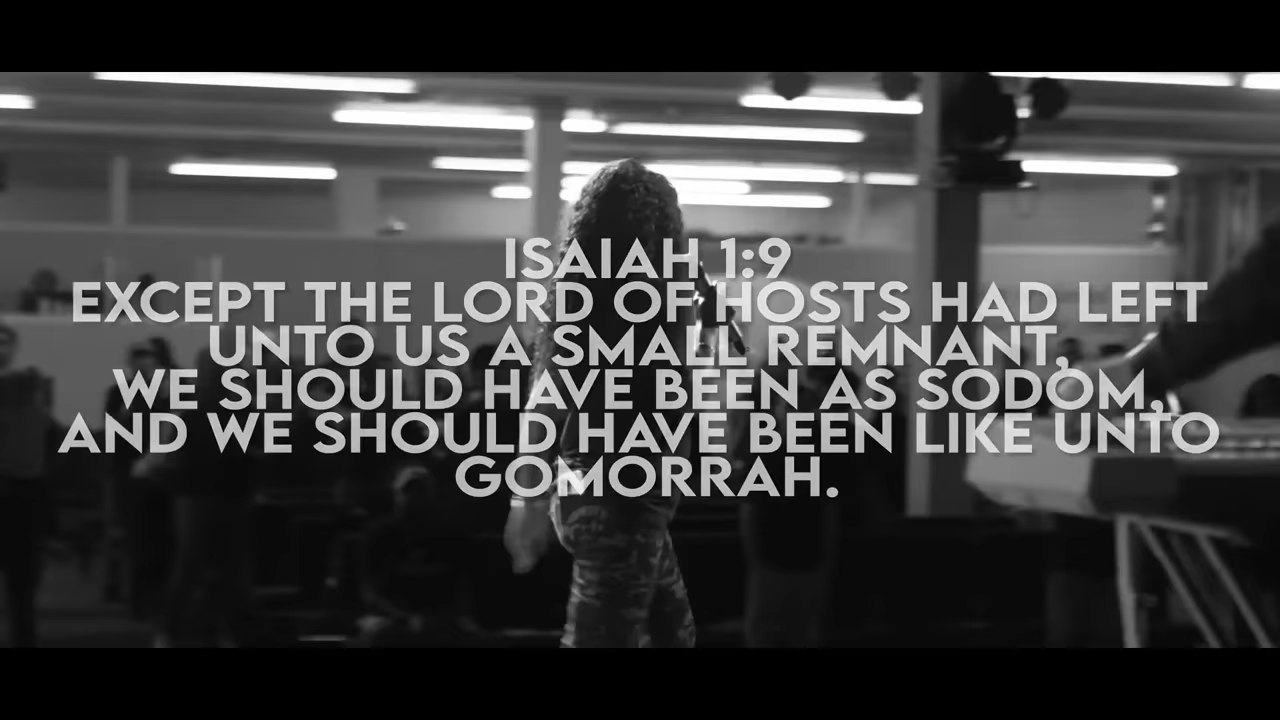 ISAIAH 1:9
EXCEPT THE LORD OF HOSTS HAD LEFT
UNTO US A SMALL REMNANT,
WE SHOULD HAVE BEEN AS SODOM,
AND WE SHOULD HAVE BEEN LIKE UNTO
GOMORRAH.